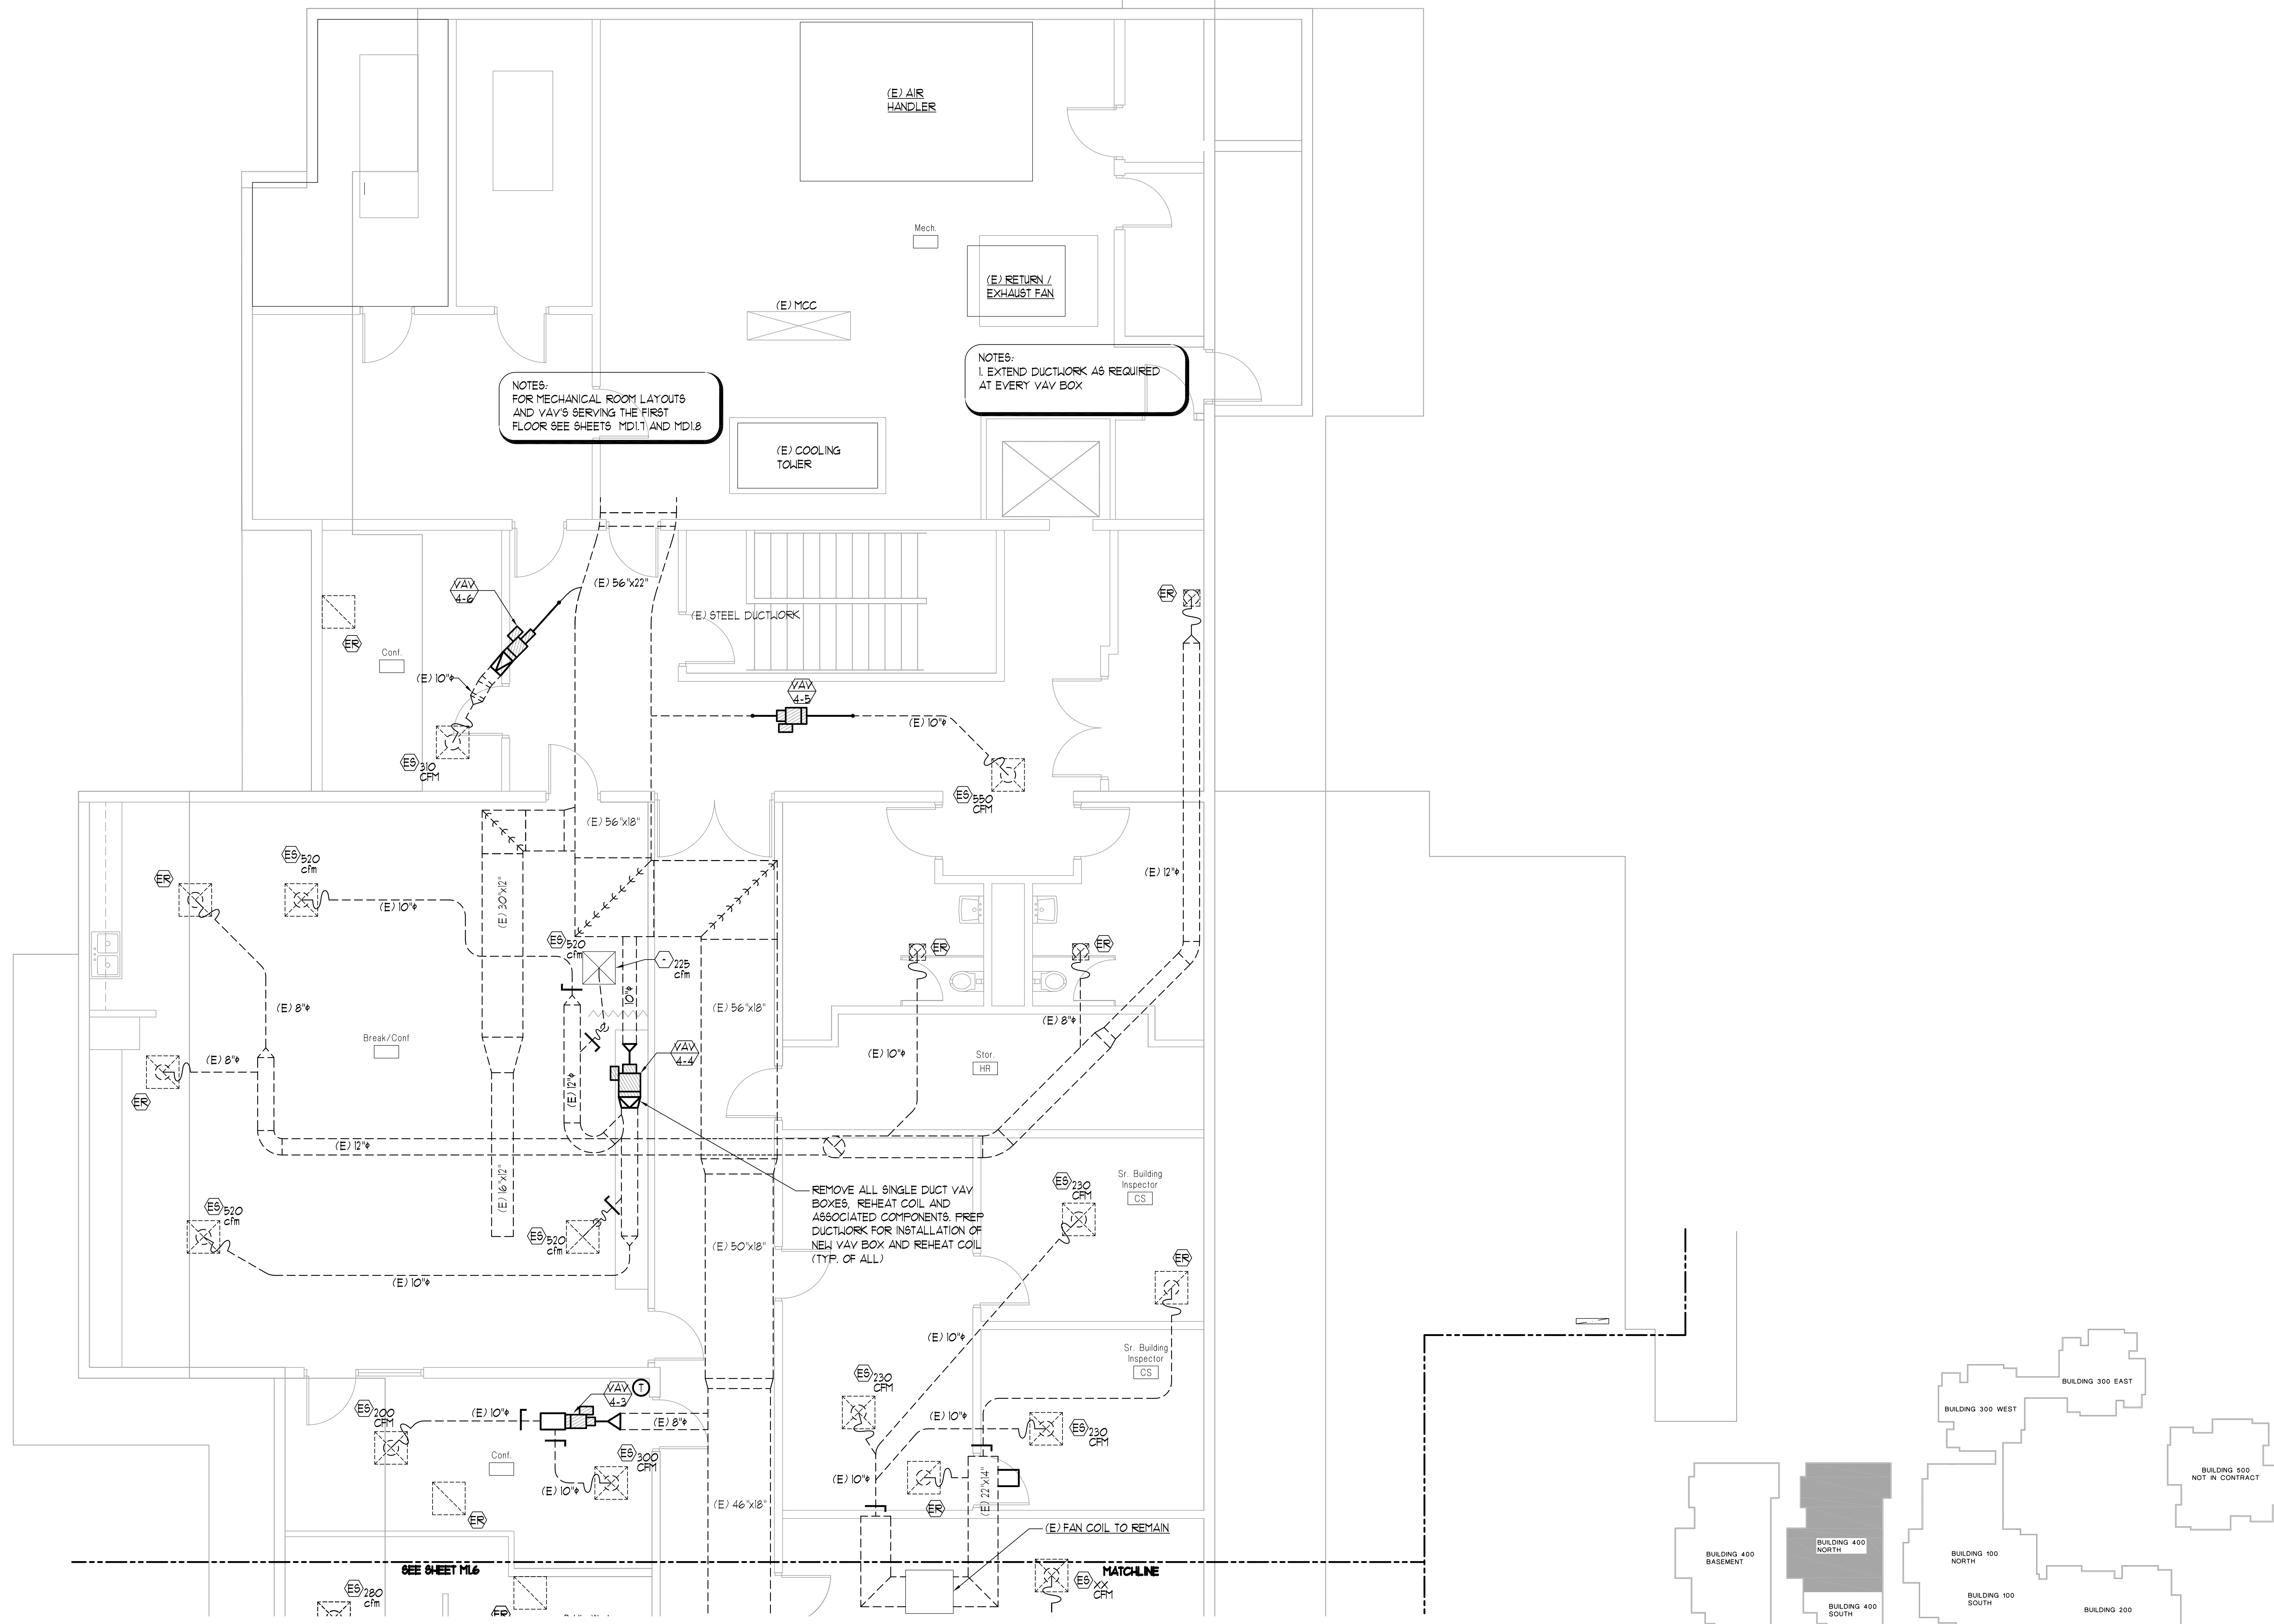 (E) AIR
HANDLER
Mech.
(E) RETURN /
EXHAUST FAN
(E) MCC
NOTES:
1. EXTEND DUCTWORK AS REQUIRED
AT EVERY VAV BOX
NOTES:
FOR MECHANICAL ROOM LAYOUTS
AND VAV'S SERVING THE FIRST
FLOOR SEE SHEETS MD1.7 AND MD1.8
(E) COOLING
TOWER
VAV
4-6
(E) 56"x22"
(E) STEEL DUCTWORK
ER
ER
Conf.
(E) 10"ϕ
VAV
4-5
(E) 10"ϕ
ES 310
CFM
ES 550
CFM
(E) 56"x18"
ES 520
cfm
ER
(E) 10"ϕ
(E) 30"x12"
(E) 12"ϕ
ES 520
cfm
- 225
cfm
ER
ER
10"ϕ
(E) 56"x18"
(E) 8"ϕ
(E) 8"ϕ
Break/Conf
VAV
4-4
(E) 10"ϕ
Stor.
HR
(E) 8"ϕ
(E) 12"ϕ
ER
(E) 12"ϕ
(E) 16"x12"
REMOVE ALL SINGLE DUCT VAV
BOXES, REHEAT COIL AND
ASSOCIATED COMPONENTS. PREP
DUCTWORK FOR INSTALLATION OF
NEW VAV BOX AND REHEAT COIL
(TYP. OF ALL)
Sr. Building
Inspector
CS
ES 230
CFM
ES 520
cfm
ES 520
cfm
(E) 50"x18"
ER
(E) 10"ϕ
(E) 10"ϕ
Sr. Building
Inspector
CS
ES 230
CFM
VAV
4-3
T
ES 200
CFM
(E) 10"ϕ
(E) 8"ϕ
(E) 10"ϕ
ES 230
CFM
Conf.
ES 300
CFM
(E) 10"ϕ
(E) 10"ϕ
(E) 22"x14"
(E) 46"x18"
ER
ER
(E) FAN COIL TO REMAIN
SEE SHEET M1.6
MATCHLINE
ES 280
cfm
ER
ES XX
CFM
BUILDING 300 EAST
BUILDING 300 WEST
BUILDING 500
NOT IN CONTRACT
BUILDING 400
NORTH
BUILDING 400
BASEMENT
BUILDING 100
NORTH
BUILDING 100
SOUTH
BUILDING 400
SOUTH
BUILDING 200